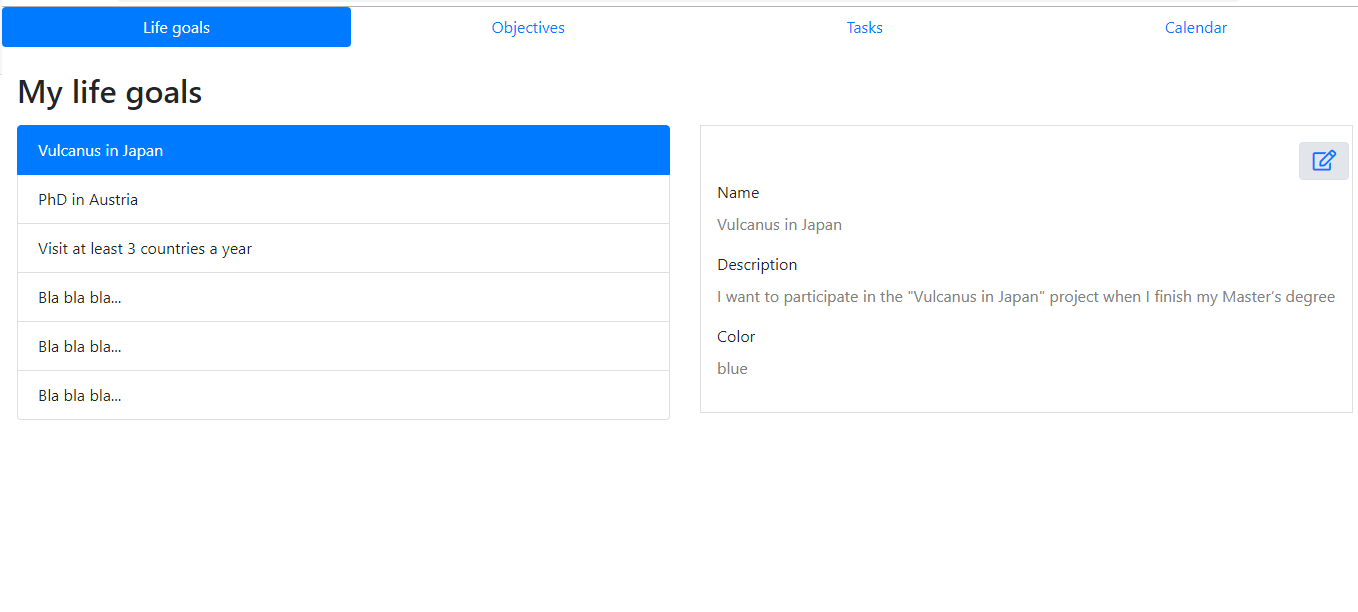 Life goals
Objectives
Tasks
Calendar
My life goals
Vulcanus in Japan
PhD in Austria
Visit at least 3 countries a year
Bla bla bla...
Bla bla bla...
Bla bla bla...
Name
Vulcanus in Japan
Description
I want to participate in the "Vulcanus in Japan" project when I finish my Master's degree
Color
blue